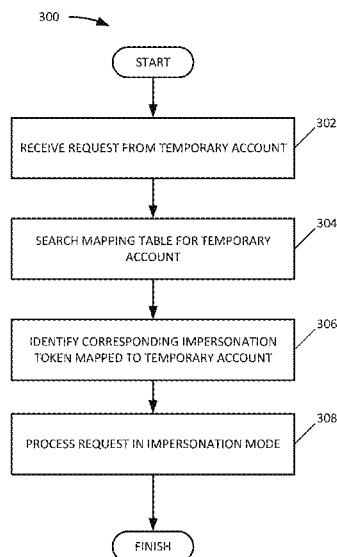 300
START
302
RECEIVE REQUEST FROM TEMPORARY ACCOUNT
304
SEARCH MAPPING TABLE FOR TEMPORARY
ACCOUNT
306
IDENTIFY CORRESPONDING IMPERSONATION
TOKEN MAPPED TO TEMPORARY ACCOUNT
308
PROCESS REQUEST IN IMPERSONATION MODE
FINISH